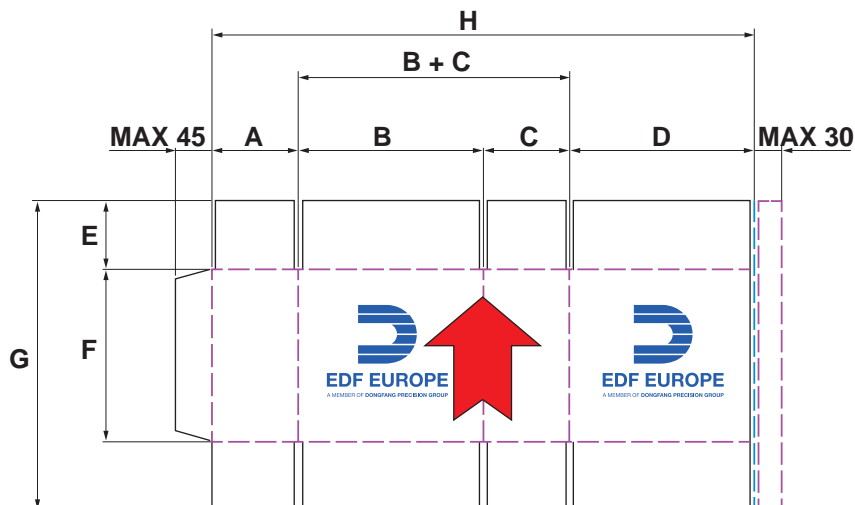 H
B + C
MAX 45
A
B
C
D
MAX 30
E
F
G
EDF EUROPE
A MEMBER OF DONGFANG PRECISION GROUP
EDF EUROPE
A MEMBER OF DONGFANG PRECISION GROUP